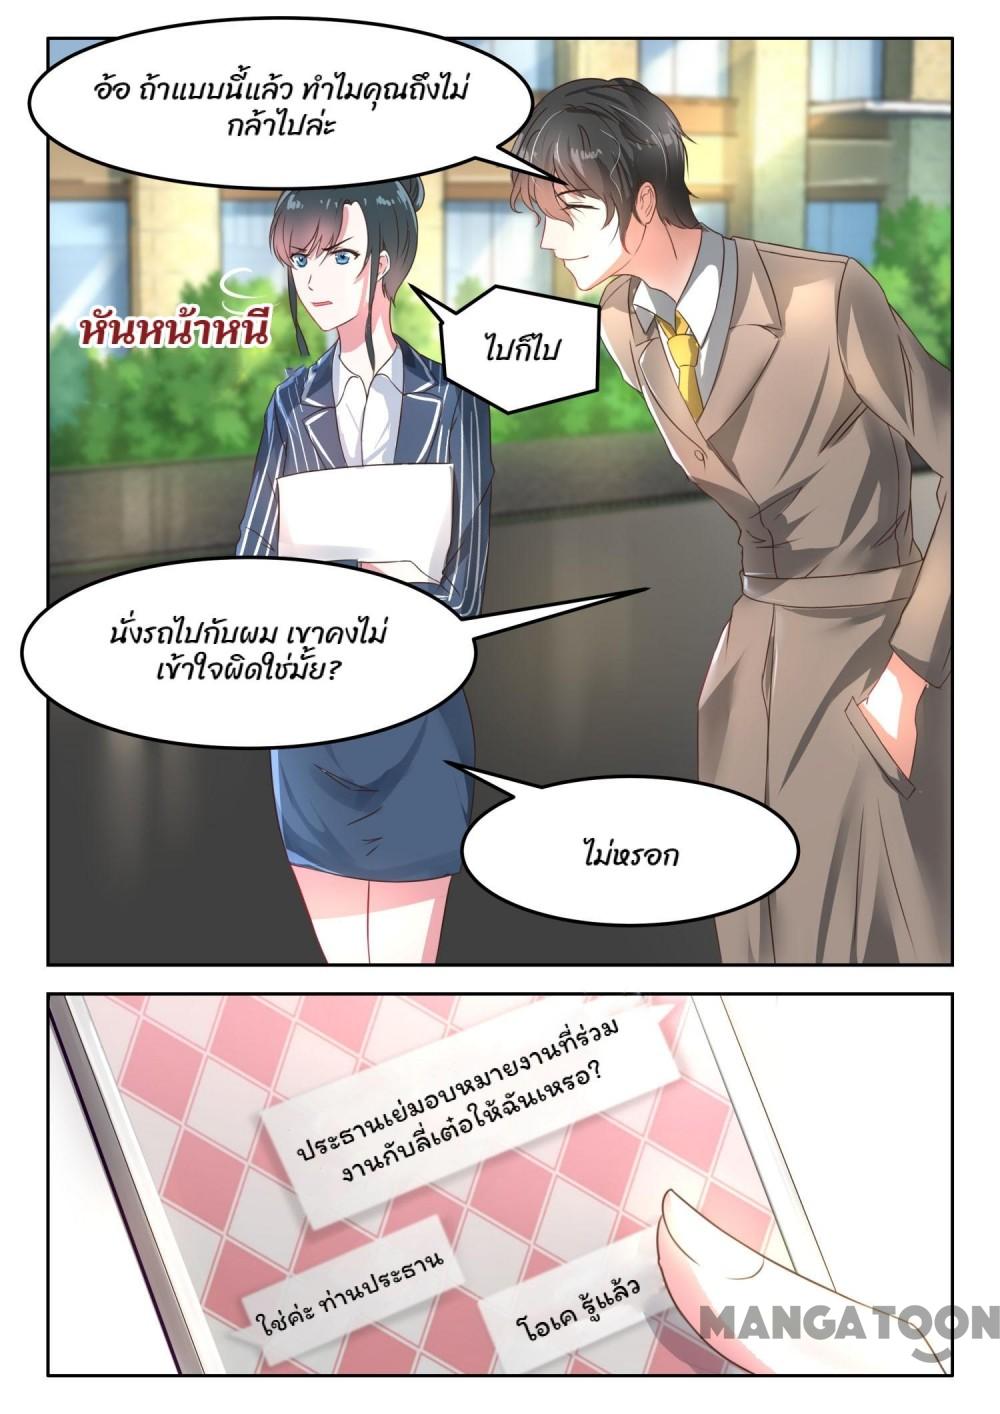 อ้อ ถ้าแบบนี้แล้ว ทำไมคุณถึงไม่
กล้าไปล่ะ
หันหน้าหนี
ไปก็ไป
นั่งรถไปกับผม เขาคงไม่
เข้าใจผิดใช่มั้ย?
ไม่หรอก
ประธานเย่มอบหมายงานที่ร่วม
งานกับลี่เต๋อให้ฉันเหรอ?
ใช่ค่ะ ท่านประธาน
โอเค รู้แล้ว
MANGATOON